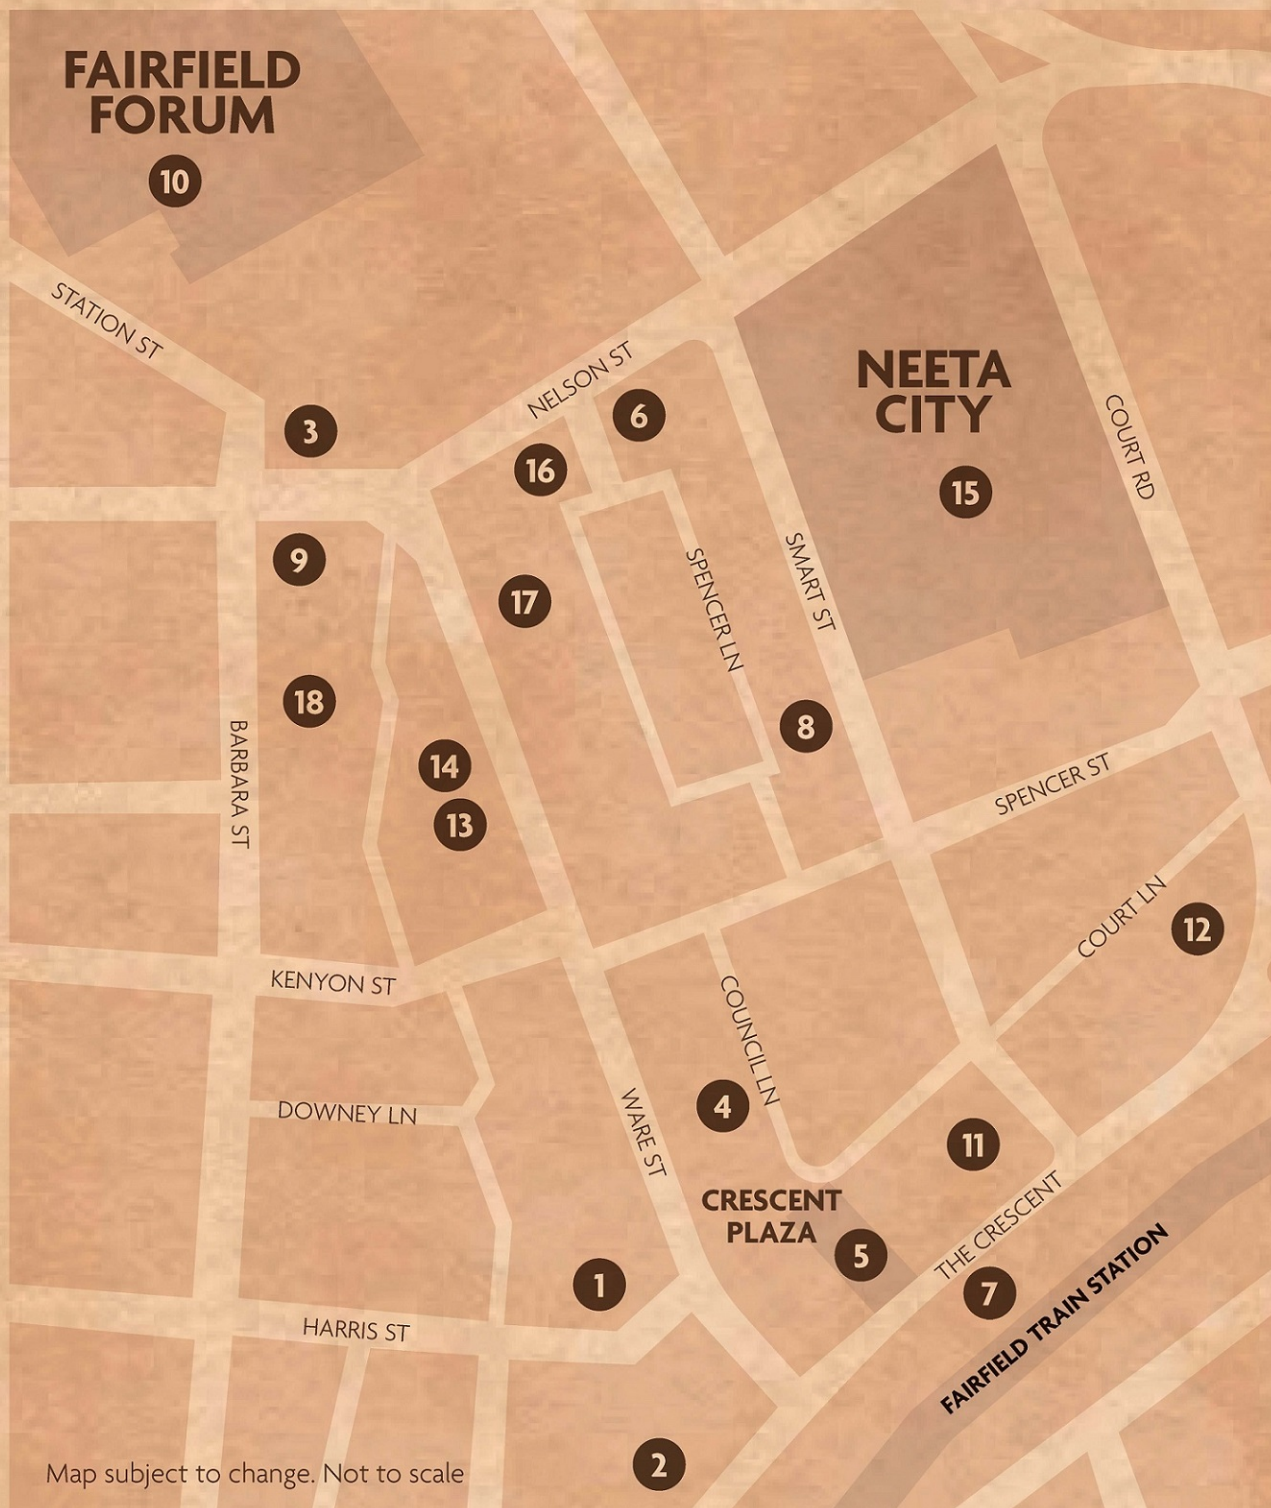 FAIRFIELD
FORUM
10
STATION ST
3
NELSON ST
6
16
NEETA
CITY
15
COURT RD
9
17
SPENCER LN
SMART ST
18
8
14
13
BARBARA ST
SPENCER ST
COURT LN
12
KENYON ST
COUNCIL LN
DOWNEY LN
4
WARE ST
11
CRESCENT
PLAZA
5
THE CRESCENT
7
1
FAIRFIELD TRAIN STATION
HARRIS ST
2
Map subject to change. Not to scale